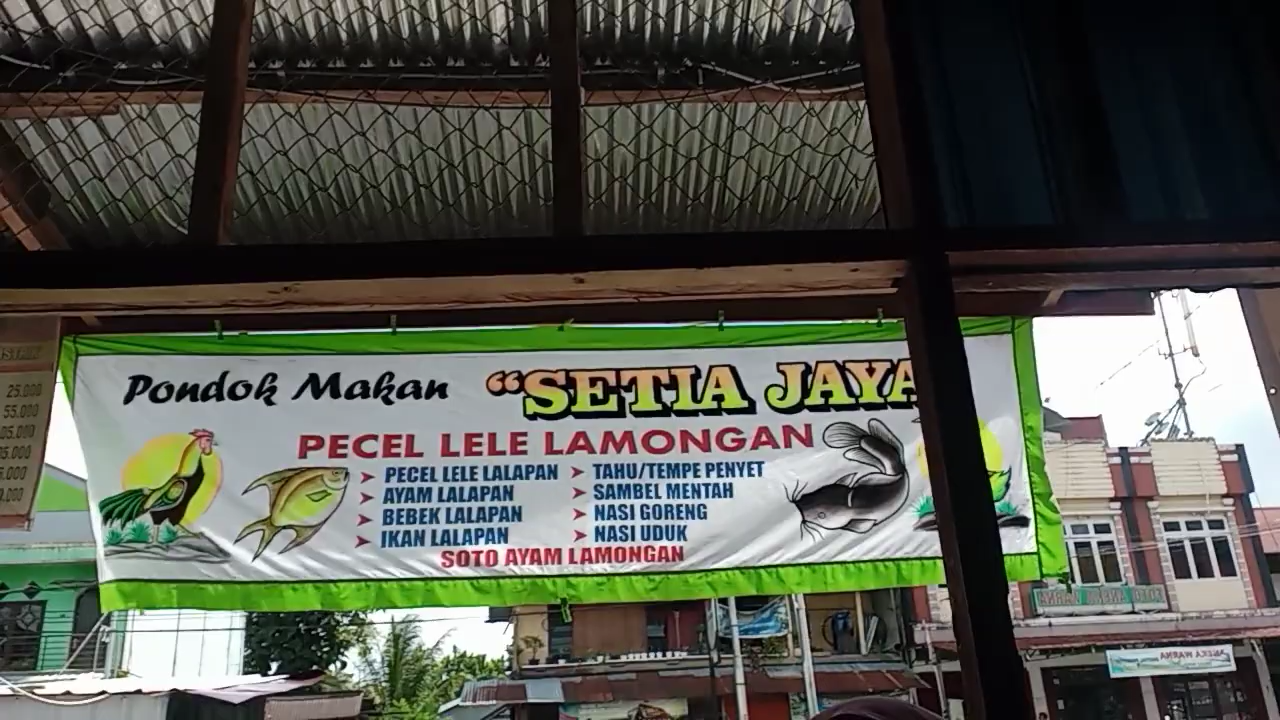 Pondok Makan "SETIA JAYA
PECEL LELE LAMONGAN
PECEL LELE LALAPAN
AYAM LALAPAN
BEBEK LALAPAN
IKAN LALAPAN
TAHU/TEMPE PENYET
SAMBEL MENTAH
NASI GORENG
NASI UDUK
SOTO AYAM LAMONGAN
25.000
55.000